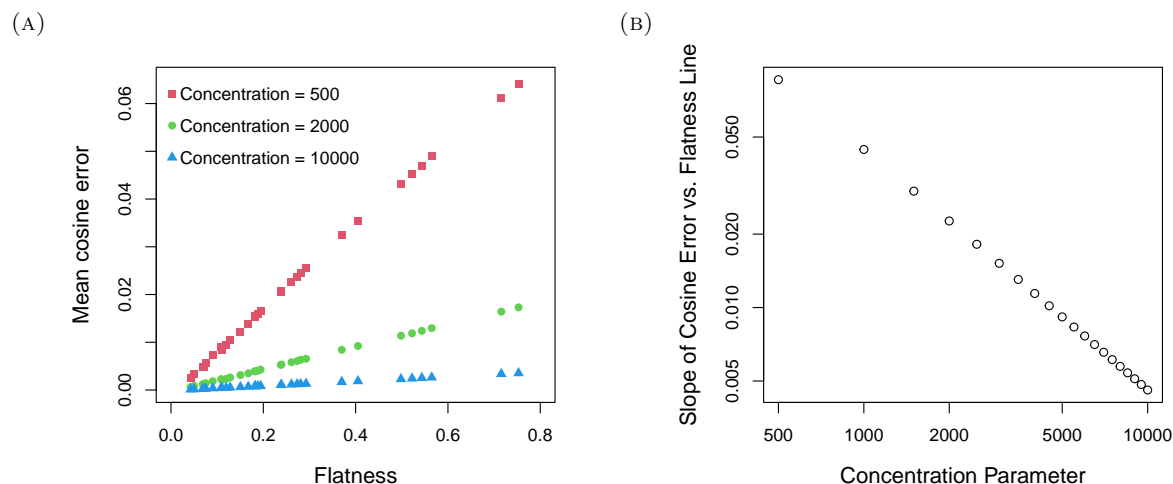 (A)
Mean cosine error
0.00
0.02
0.04
0.06
Concentration = 500
Concentration = 2000
Concentration = 10000
0.0 0.2 0.4 0.6 0.8
Flatness
(B)
Slope of Cosine Error vs. Flatness Line
0.005
0.010
0.020
0.050
500 1000 2000 5000 10000
Concentration Parameter